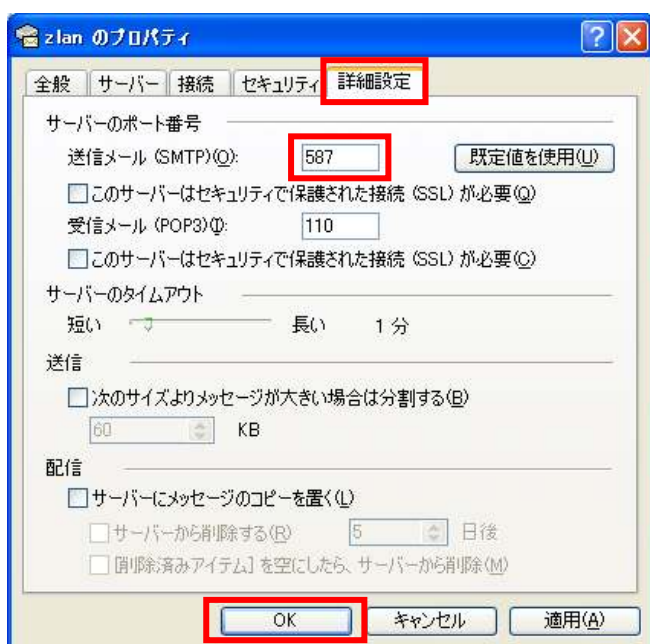 zlan のプロパティ
全般 サーバー 接続 セキュリティ 詳細設定
サーバーのポート番号
送信メール (SMTP)(O): 587 既定値を使用(U)
このサーバーはセキュリティで保護された接続 (SSL) が必要(Q)
受信メール (POP3)(I): 110
このサーバーはセキュリティで保護された接続 (SSL) が必要(C)
サーバーのタイムアウト
短い 長い 1 分
送信
次のサイズよりメッセージが大きい場合は分割する(B)
60 KB
配信
サーバーにメッセージのコピーを置く(L)
サーバーから削除する(R) 5 日後
[削除済みアイテム] を空にしたら、サーバーから削除(M)
OK キャンセル 適用(A)